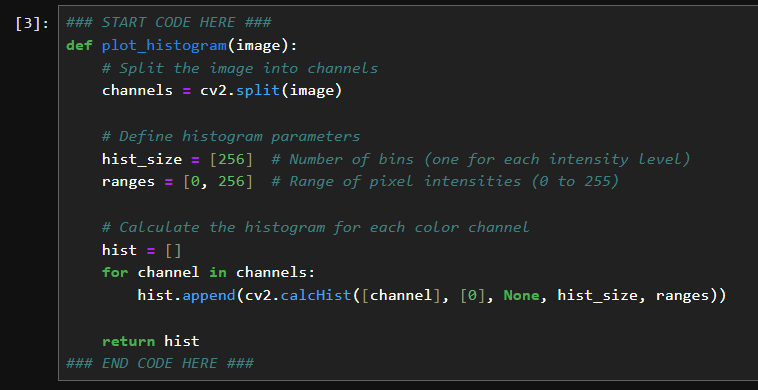 [3]: ### START CODE HERE ###
def plot_histogram(image):
# Split the image into channels
channels = cv2.split(image)
# Define histogram parameters
hist_size = [256]  # Number of bins (one for each intensity level)
ranges = [0, 256]  # Range of pixel intensities (0 to 255)
# Calculate the histogram for each color channel
hist = []
for channel in channels:
hist.append(cv2.calcHist([channel], [0], None, hist_size, ranges))
return hist
### END CODE HERE ###